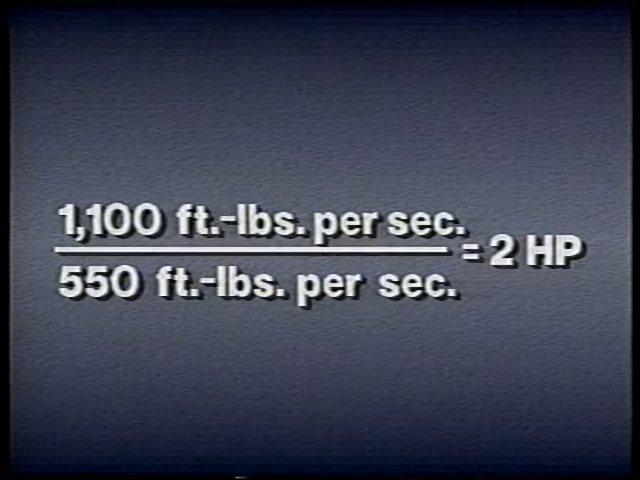 1,100 ft.-lbs. per sec.
550 ft.-lbs. per sec.
= 2 HP